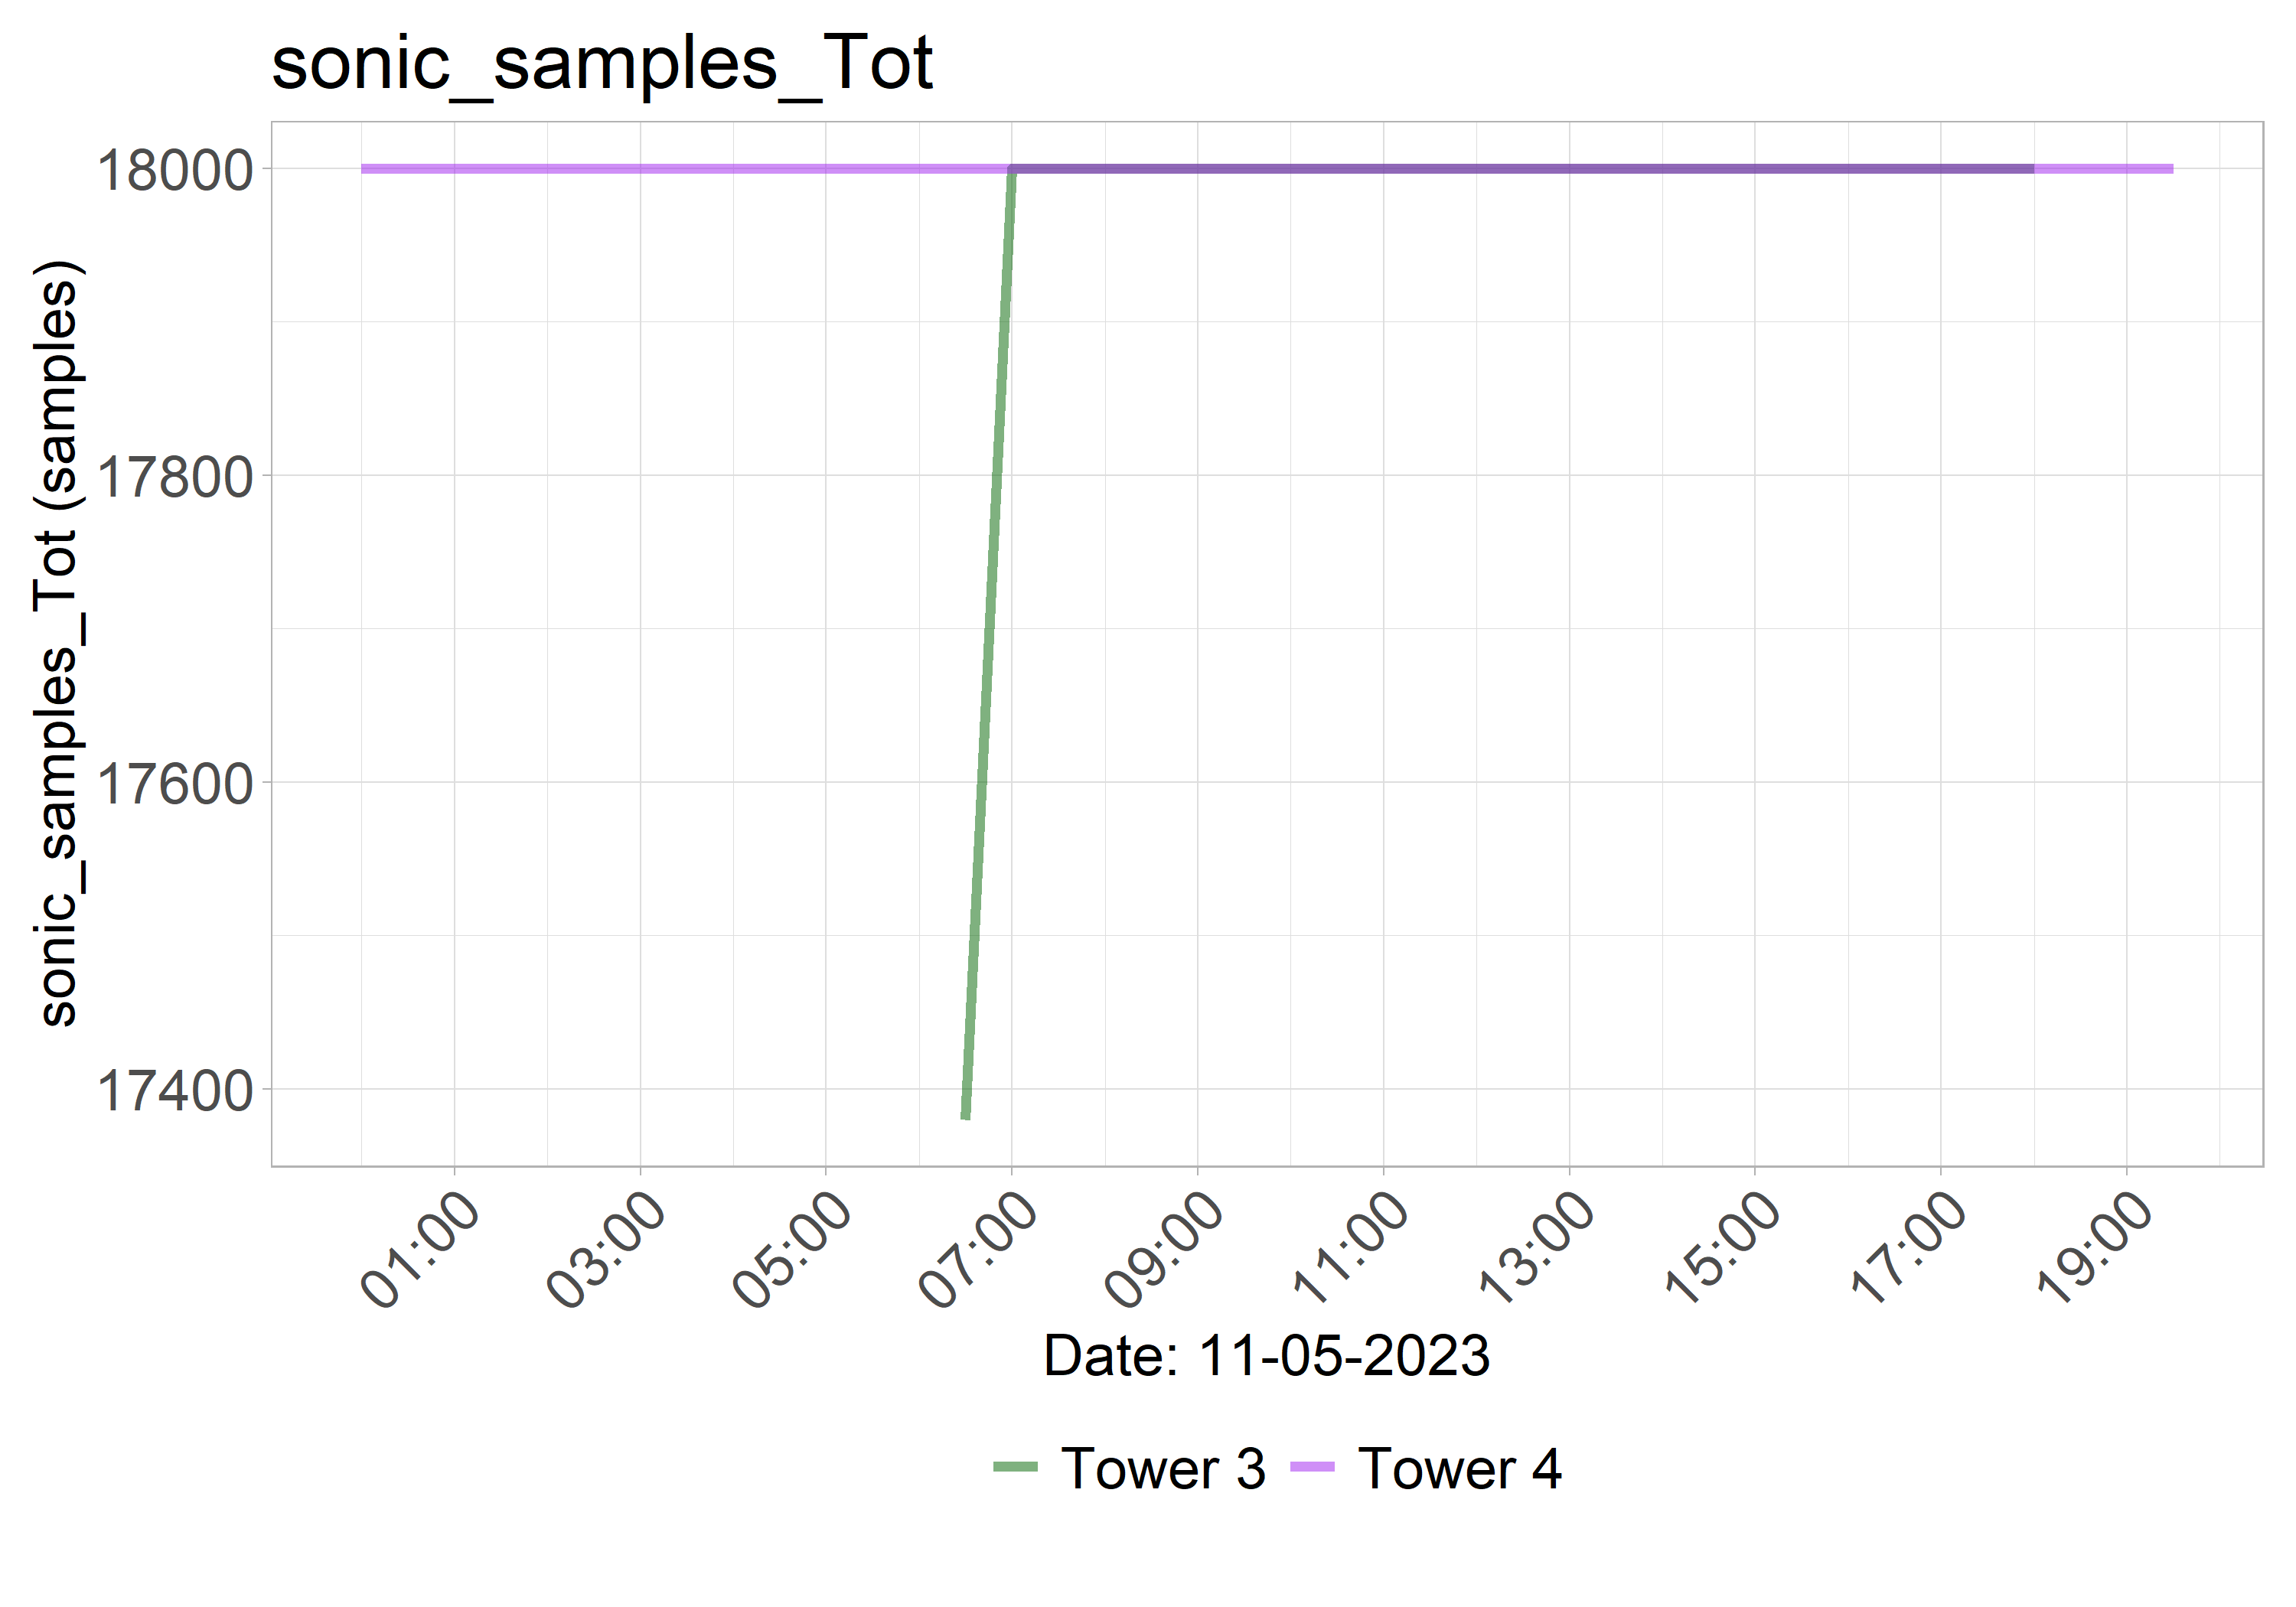 sonic_samples_Tot
sonic_samples_Tot (samples)
18000
17800
17600
17400
01:00
03:00
05:00
07:00
09:00
11:00
13:00
15:00
17:00
19:00
Date: 11-05-2023
Tower 3
Tower 4